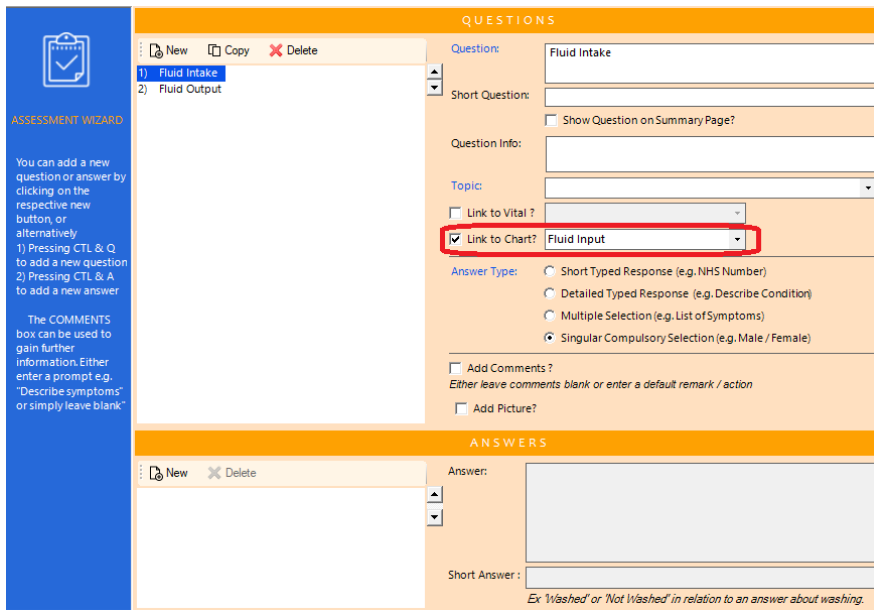 QUESTIONS
ASSESSMENT WIZARD
You can add a new
question or answer by
clicking on the
respective new
button, or
alternatively
1) Pressing CTL & Q
to add a new question
2) Pressing CTL & A
to add a new answer
The COMMENTS
box can be used to
gain further
information. Either
enter a prompt e.g.
"Describe symptoms"
or simply leave blank"
New Copy Delete
1) Fluid Intake
2) Fluid Output
Question: Fluid Intake
Short Question:
Show Question on Summary Page?
Question Info:
Topic:
Link to Vital ?
Link to Chart? Fluid Input
Answer Type: Short Typed Response (e.g. NHS Number)
Detailed Typed Response (e.g. Describe Condition)
Multiple Selection (e.g. List of Symptoms)
Singular Compulsory Selection (e.g. Male / Female)
Add Comments ?
Either leave comments blank or enter a default remark / action
Add Picture?
ANSWERS
New Delete
Answer:
Short Answer :
Ex 'Washed' or 'Not Washed' in relation to an answer about washing.